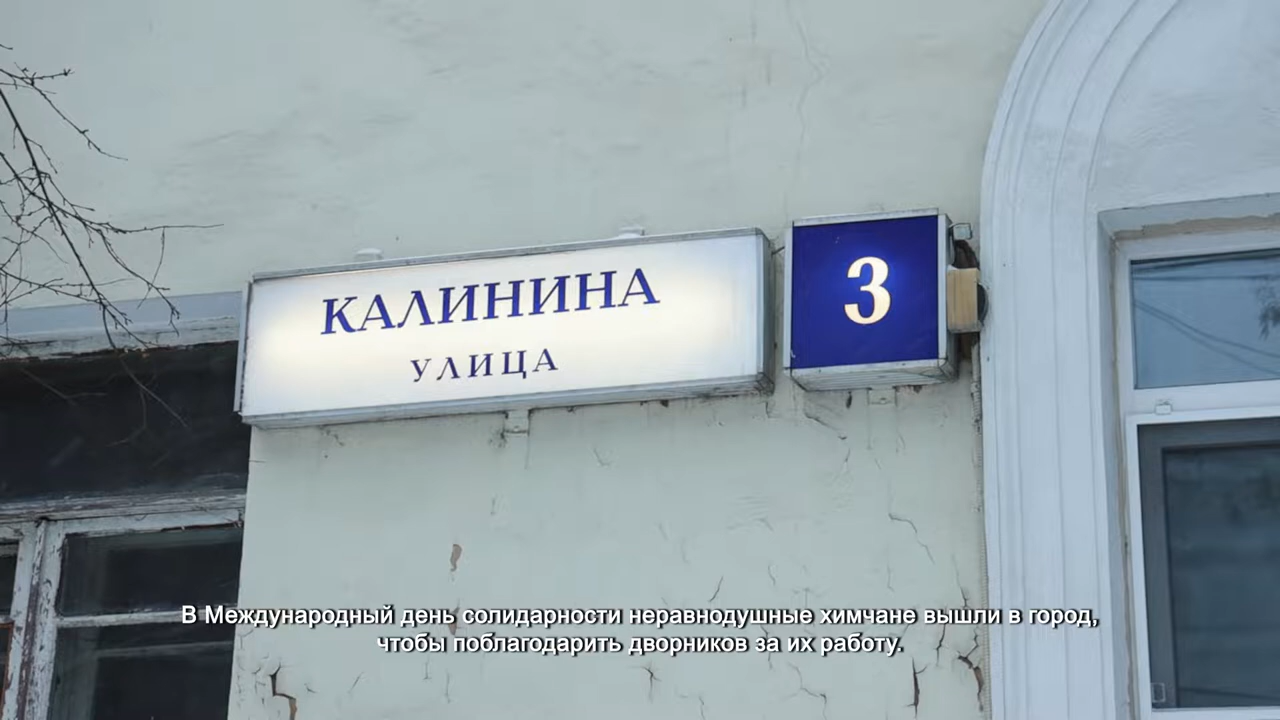 КАЛИНИНА
УЛИЦА
3
В Международный день солидарности неравнодушные химчане вышли в город,
чтобы поблагодарить дворников за их работу.